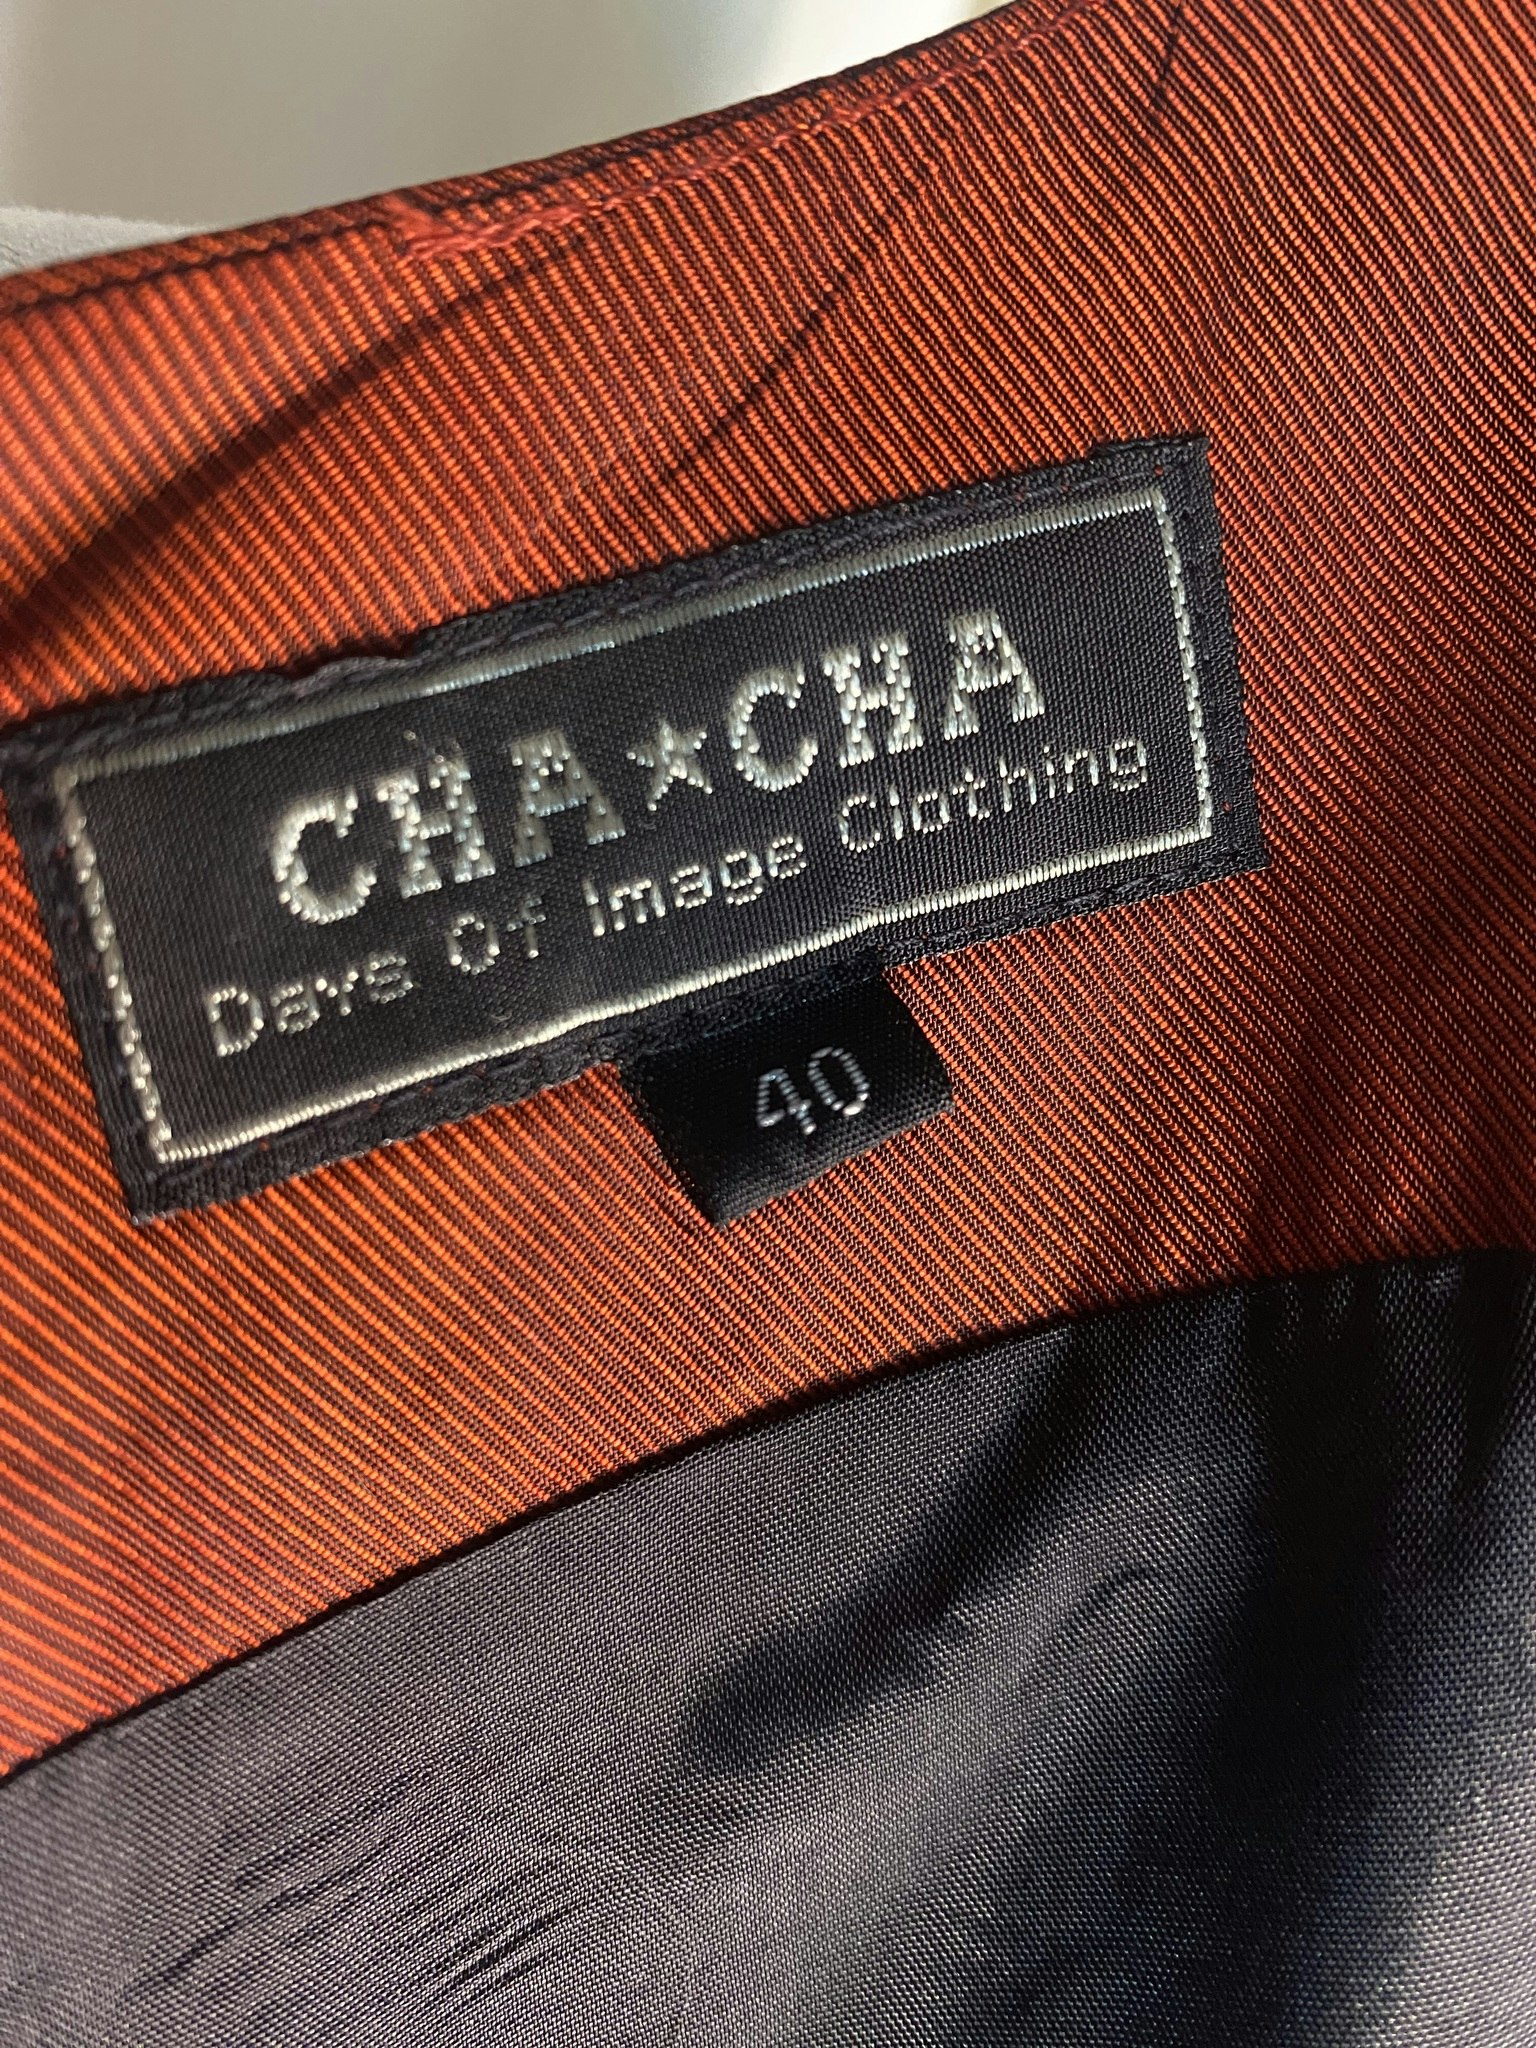 CHA★CHA
Days Of Image Clothing
40